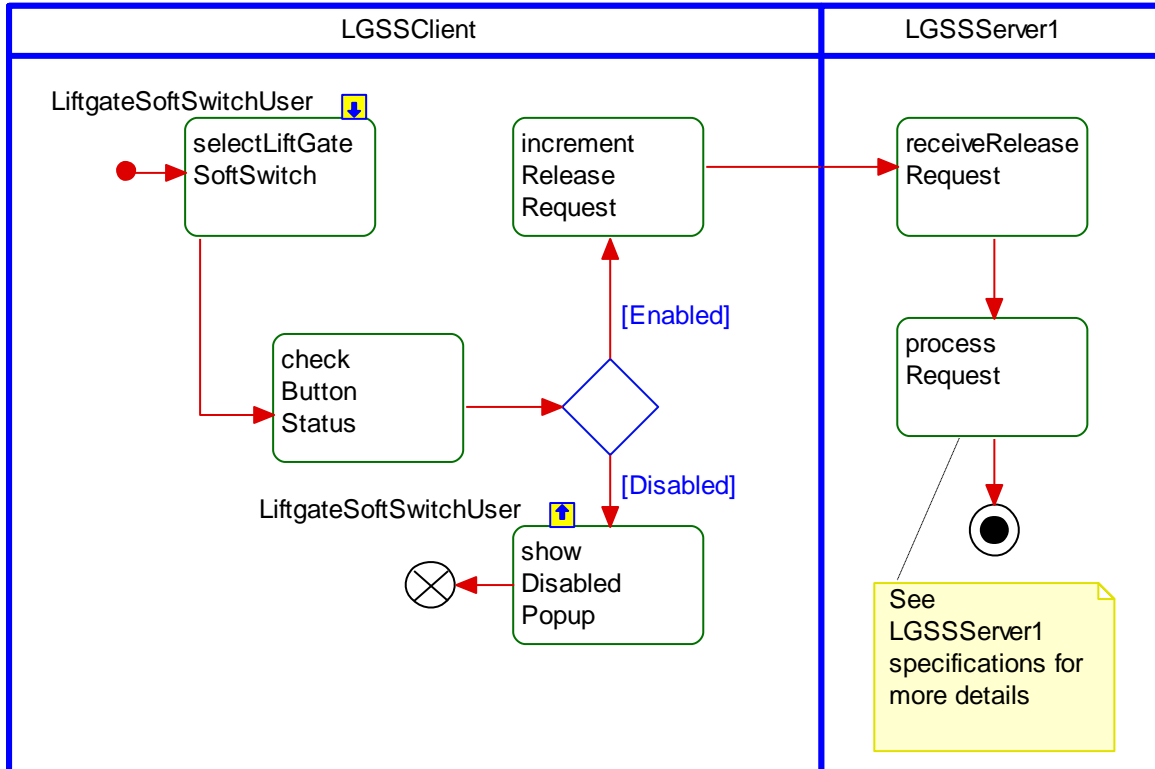 LGSSClient
LGSSServer1
LiftgateSoftSwitchUser
selectLiftGate
SoftSwitch
increment
Release
Request
receiveRelease
Request
[Enabled]
check
Button
Status
process
Request
[Disabled]
LiftgateSoftSwitchUser
show
Disabled
Popup
See
LGSSServer1
specifications for
more details